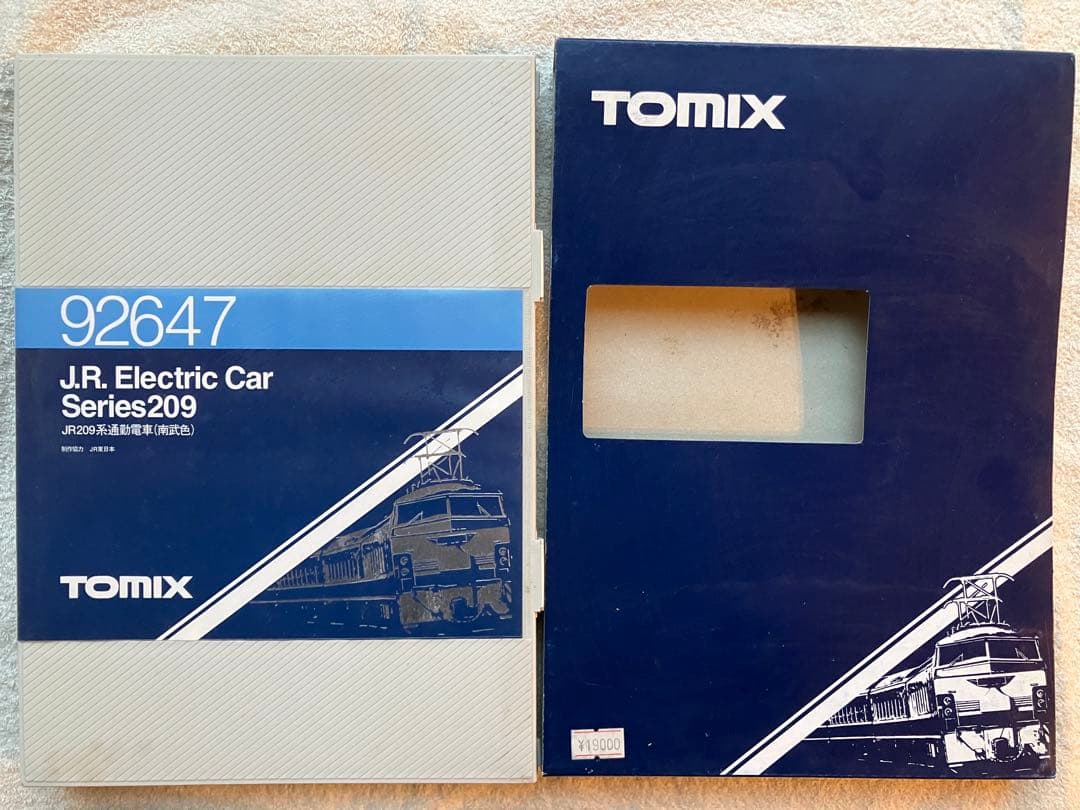 92647
J.R. Electric Car
Series209
JR209系通勤電車(南武色)
制作協力 JR東日本
TOMIX
TOMIX
¥19000